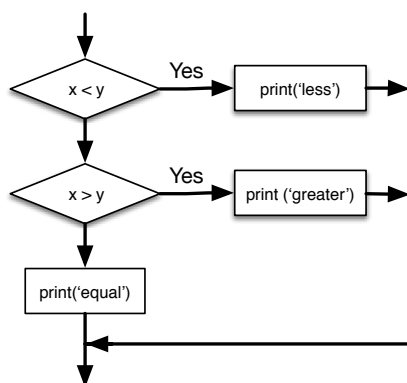 Yes
x < y
print(‘less’)
Yes
x > y
print (‘greater’)
print(‘equal’)